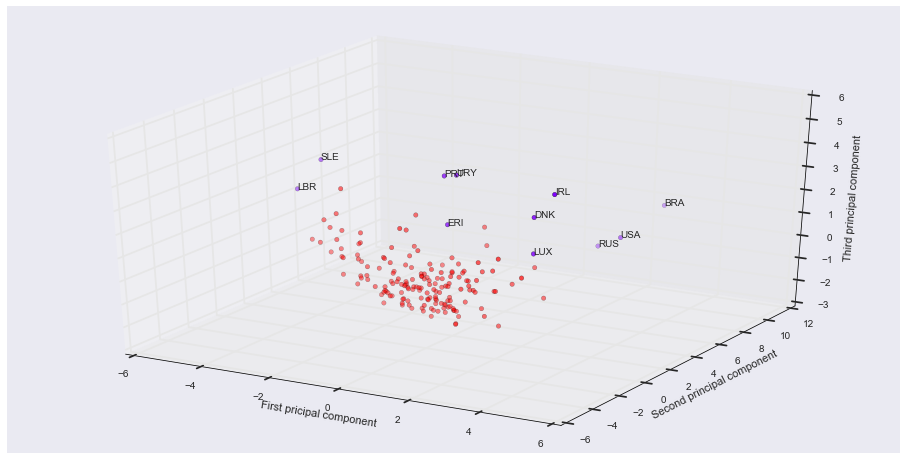 6
5
4
3
2
1
0
−1
−2
−3
Third principal component
SLE
LBR
URY
IRL
BRA
DNK
ERI
USA
RUS
LUX
12
10
8
6
4
2
0
−2
−4
−6
Second principal component
−6
−4
−2
0
2
4
6
First pricipal component